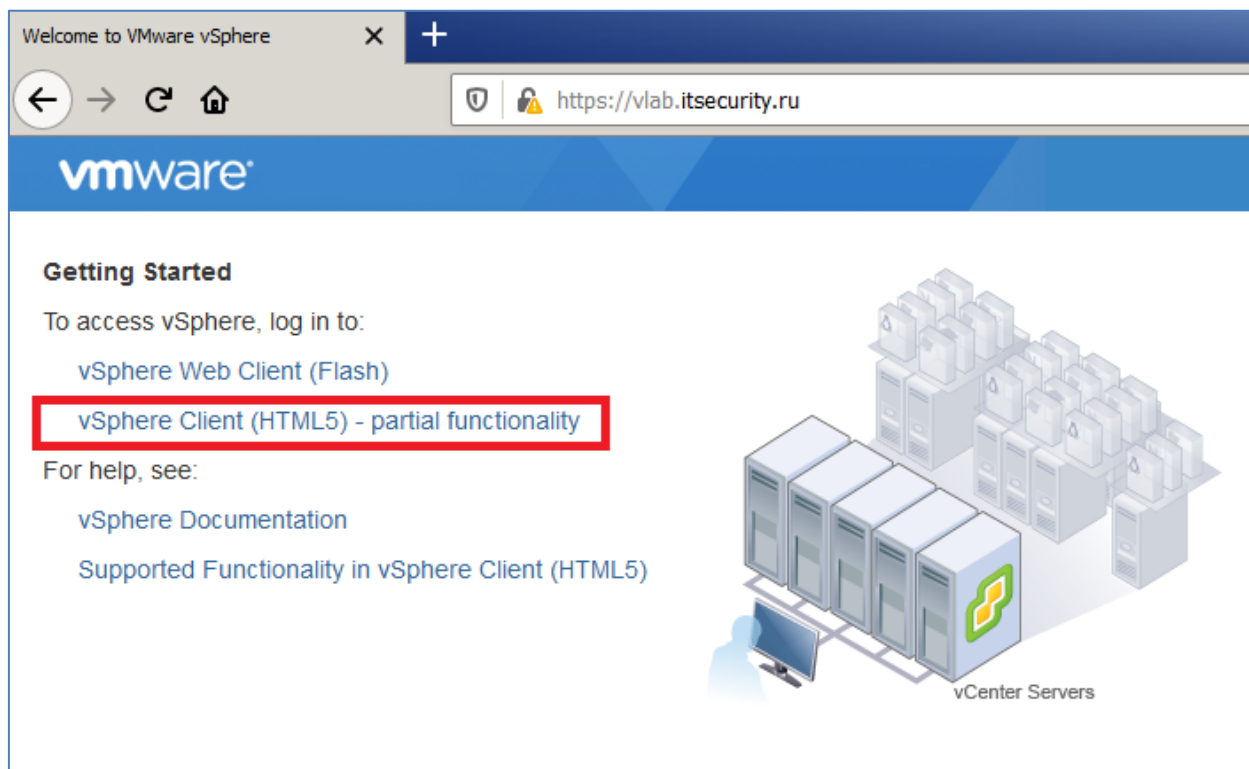 Welcome to VMware vSphere
https://vlab.itsecurity.ru
vmware
Getting Started
To access vSphere, log in to:
vSphere Web Client (Flash)
vSphere Client (HTML5) - partial functionality
For help, see:
vSphere Documentation
Supported Functionality in vSphere Client (HTML5)
vCenter Servers